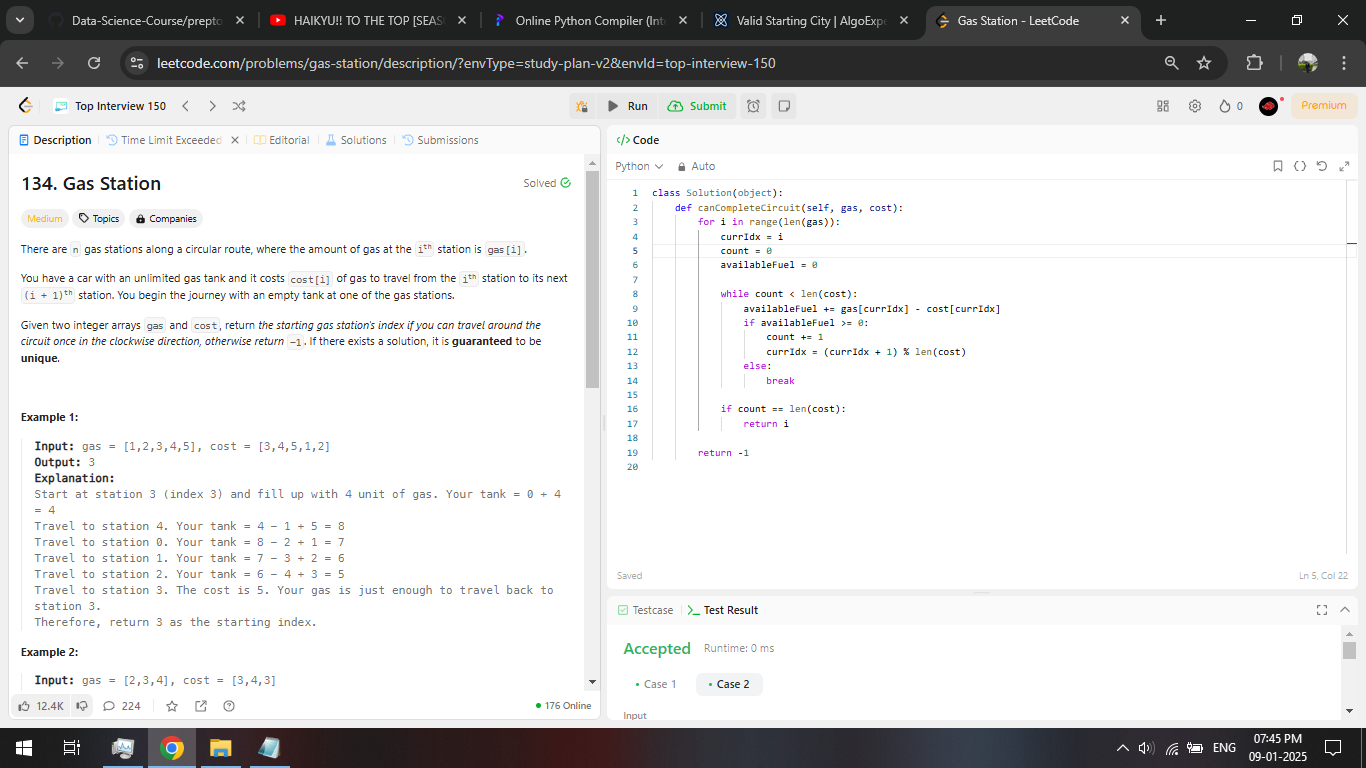 Data-Science-Course/prepto
HAIKYU!! TO THE TOP [SEAS
Online Python Compiler (Int
Valid Starting City | AlgoExpe
Gas Station - LeetCode
leetcode.com/problems/gas-station/description/?envType=study-plan-v2&envId=top-interview-150
Top Interview 150
Run
Submit
0
Premium
Description
Time Limit Exceeded
Editorial
Solutions
Submissions
134. Gas Station
Solved
Medium
Topics
Companies
There are n gas stations along a circular route, where the amount of gas at the ith station is gas[i].
You have a car with an unlimited gas tank and it costs cost[i] of gas to travel from the ith station to its next
(i + 1)th station. You begin the journey with an empty tank at one of the gas stations.
Given two integer arrays gas and cost, return the starting gas station's index if you can travel around the
circuit once in the clockwise direction, otherwise return -1. If there exists a solution, it is guaranteed to be
unique.
Example 1:
Input: gas = [1,2,3,4,5], cost = [3,4,5,1,2]
Output: 3
Explanation:
Start at station 3 (index 3) and fill up with 4 unit of gas. Your tank = 0 + 4
= 4
Travel to station 4. Your tank = 4 - 1 + 5 = 8
Travel to station 0. Your tank = 8 - 2 + 1 = 7
Travel to station 1. Your tank = 7 - 3 + 2 = 6
Travel to station 2. Your tank = 6 - 4 + 3 = 5
Travel to station 3. The cost is 5. Your gas is just enough to travel back to
station 3.
Therefore, return 3 as the starting index.
Example 2:
Input: gas = [2,3,4], cost = [3,4,3]
12.4K
224
176 Online
Code
Python
Auto
1 class Solution(object):
2 def canCompleteCircuit(self, gas, cost):
3 for i in range(len(gas)):
4 currIdx = i
5 count = 0
6 availableFuel = 0
7
8 while count < len(cost):
9 availableFuel += gas[currIdx] - cost[currIdx]
10 if availableFuel >= 0:
11 count += 1
12 currIdx = (currIdx + 1) % len(cost)
13 else:
14 break
15
16 if count == len(cost):
17 return i
18
19 return -1
20
Saved
Ln 5, Col 22
Testcase
Test Result
Accepted
Runtime: 0 ms
Case 1
Case 2
Input
ENG
07:45 PM
09-01-2025